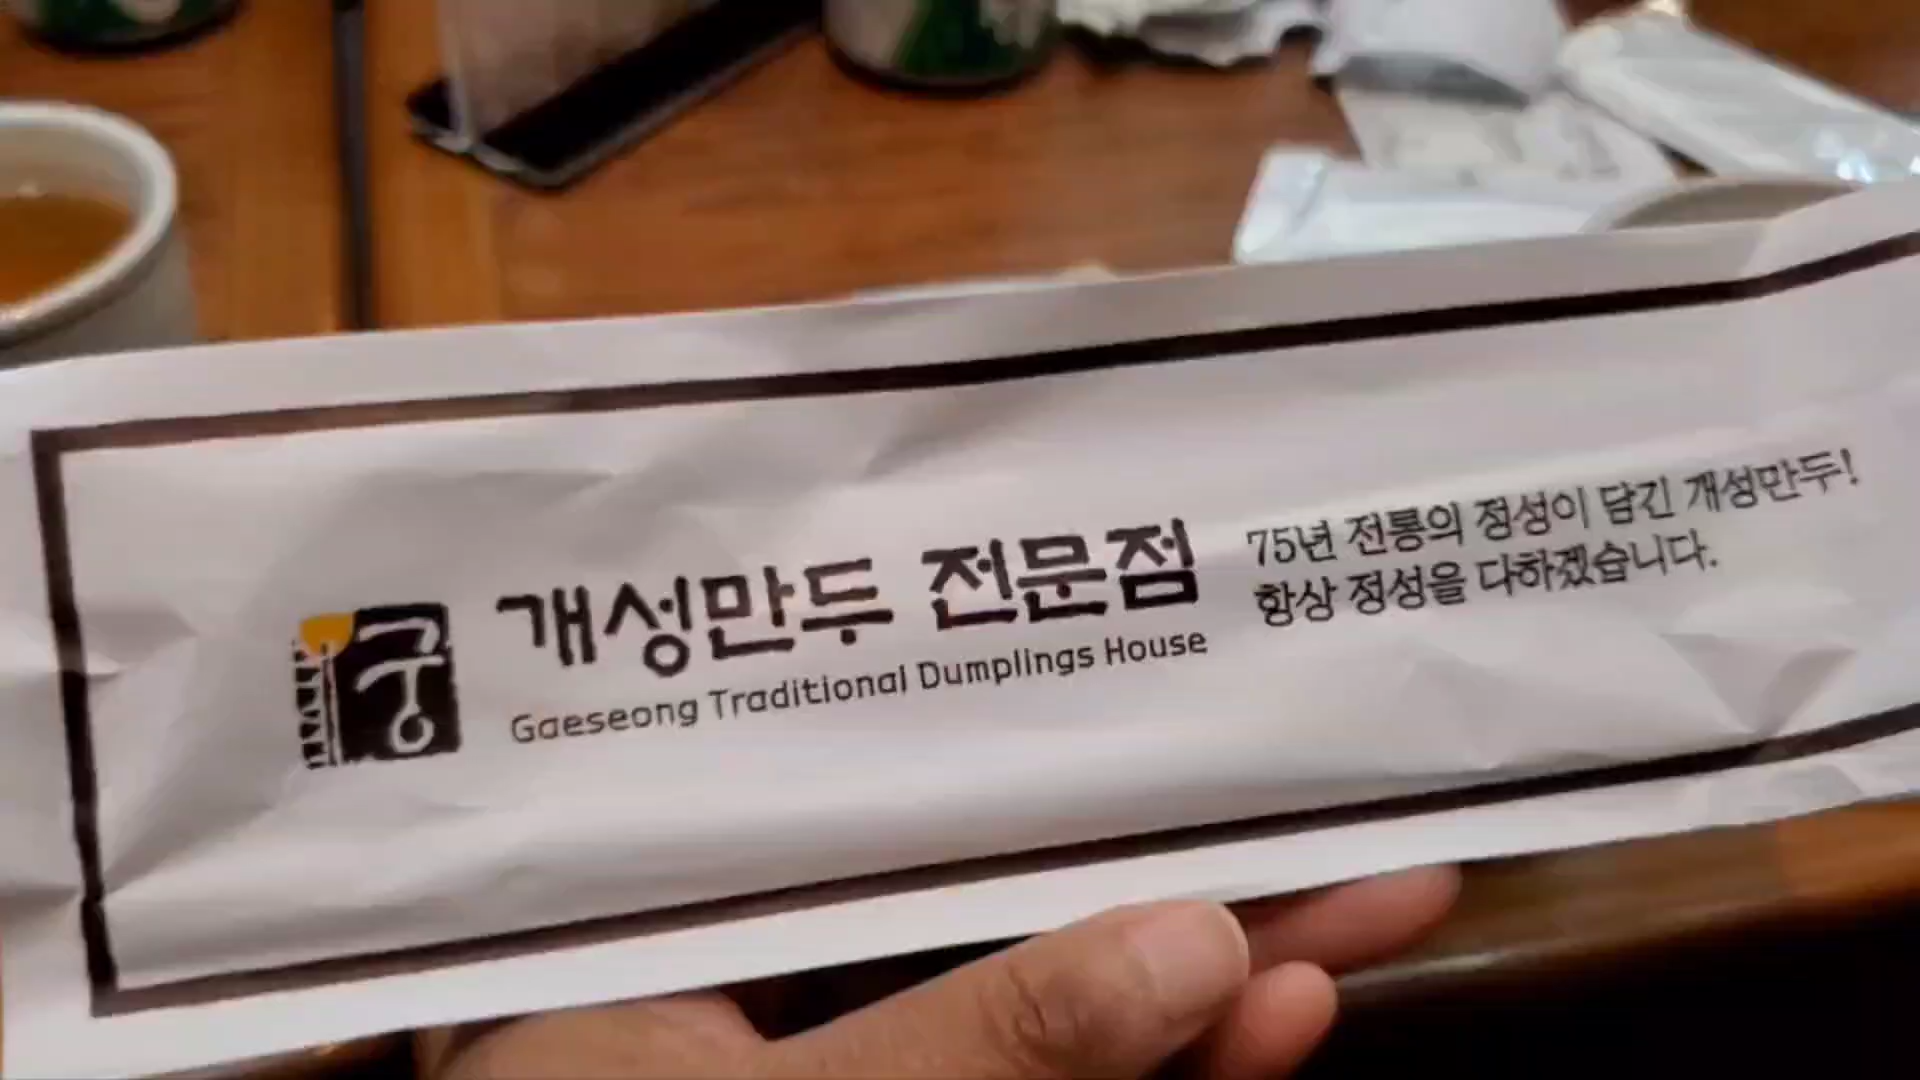 궁
개성만두 전문점
Gaeseong Traditional Dumplings House
75년 전통의 정성이 담긴 개성만두!
항상 정성을 다하겠습니다.